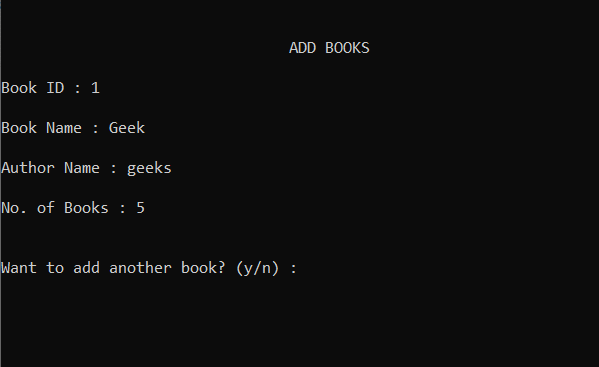 ADD BOOKS
Book ID : 1
Book Name : Geek
Author Name : geeks
No. of Books : 5
Want to add another book? (y/n) :